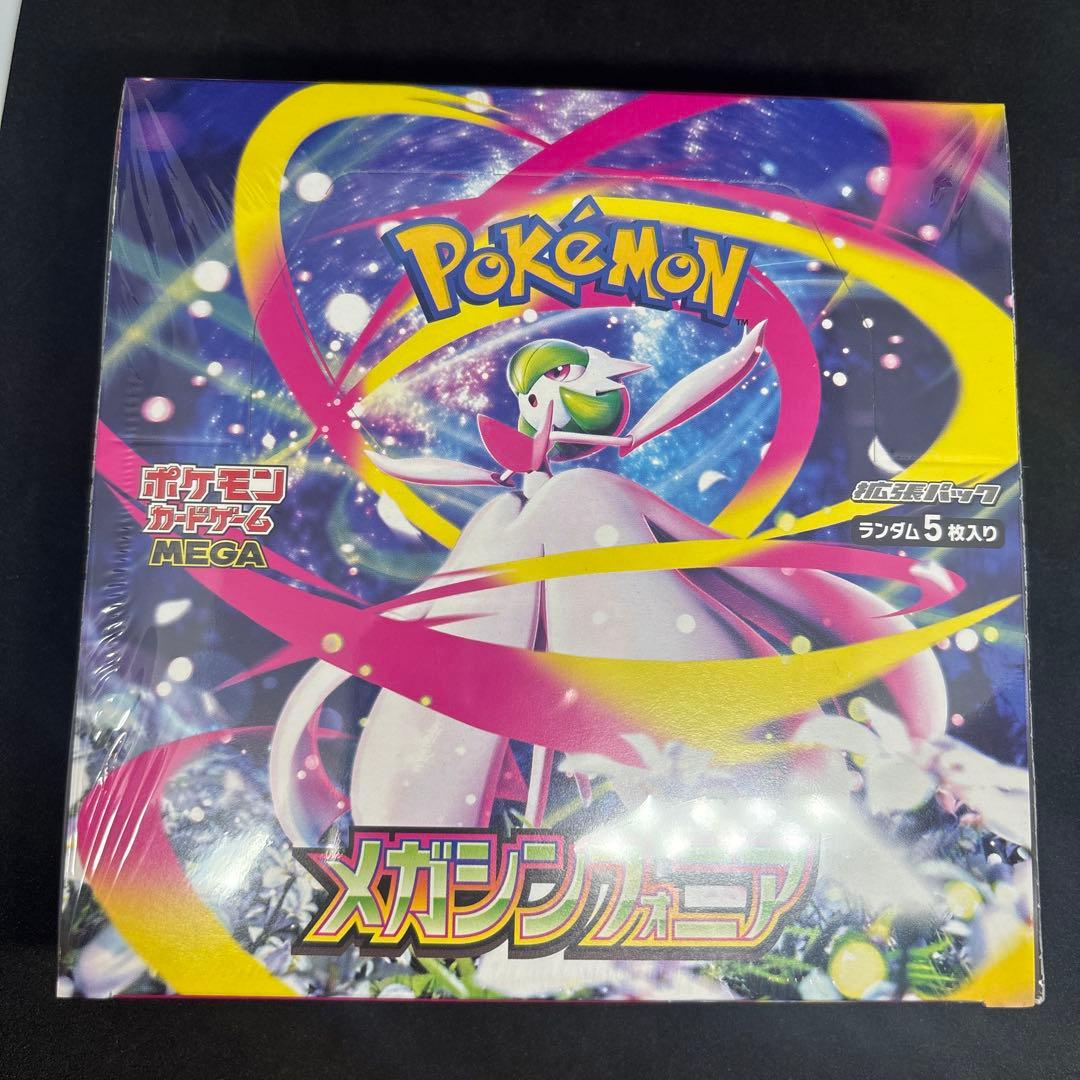 POKéMON
TM
ポケモン
カードゲーム
MEGA
拡張パック
ランダム5枚入り
メガシンフォニア